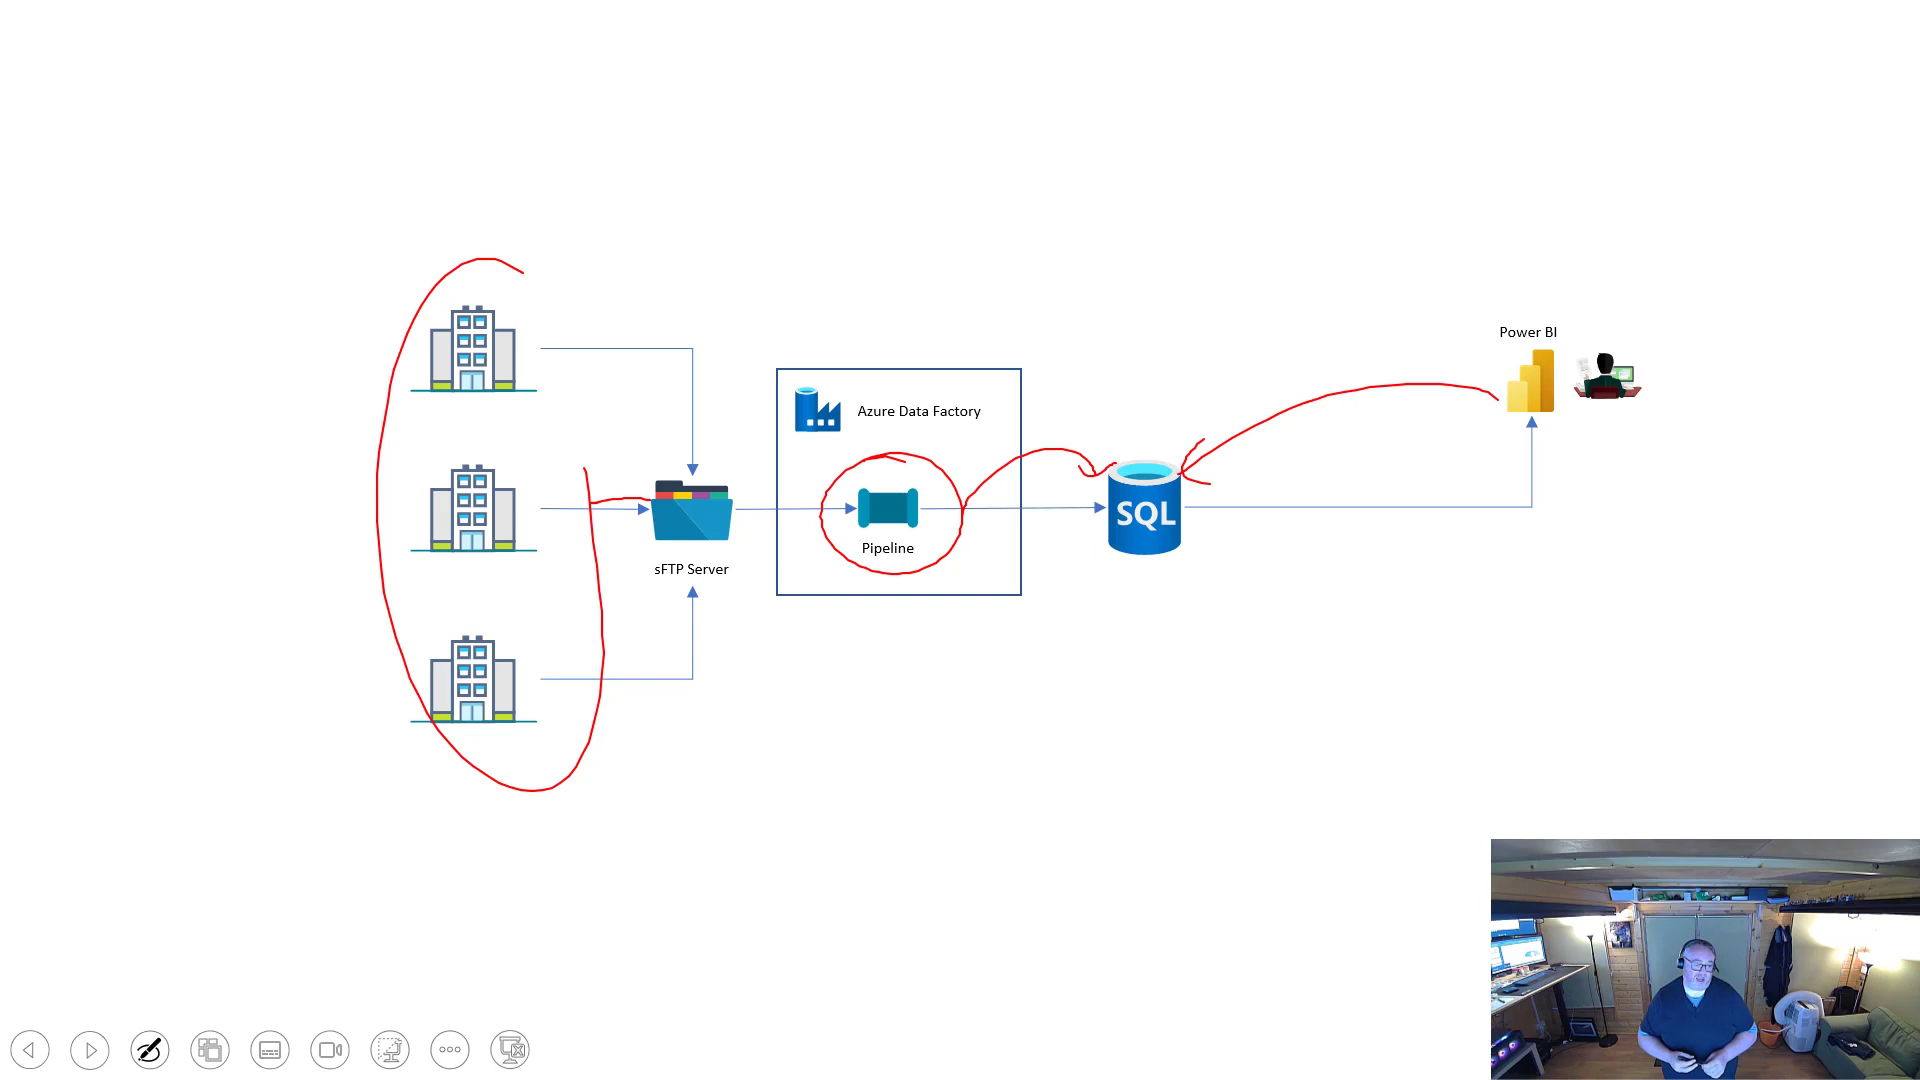 Power BI
Azure Data Factory
SQL
Pipeline
sFTP Server